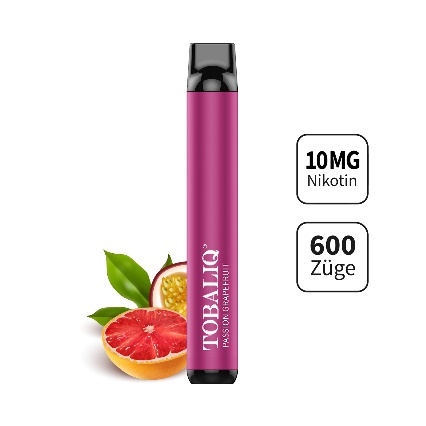 TOBALIQ
PASSION GRAPEFRUIT
10MG
Nikotin
600
Züge